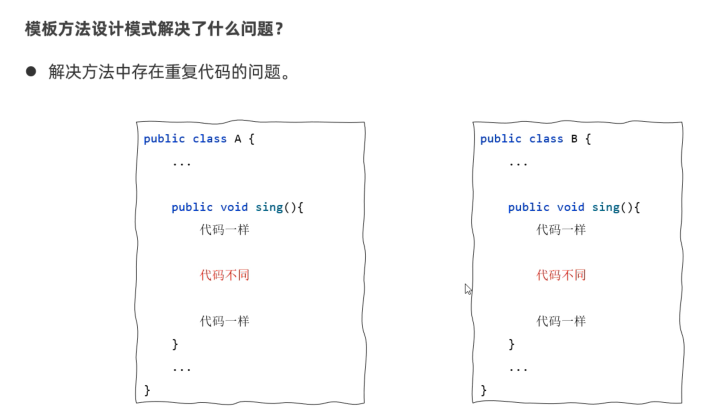 模板方法设计模式解决了什么问题？
● 解决方法中存在重复代码的问题。
public class A {
...
public void sing(){
代码一样
代码不同
代码一样
}
...
}
public class B {
...
public void sing(){
代码一样
代码不同
代码一样
}
...
}